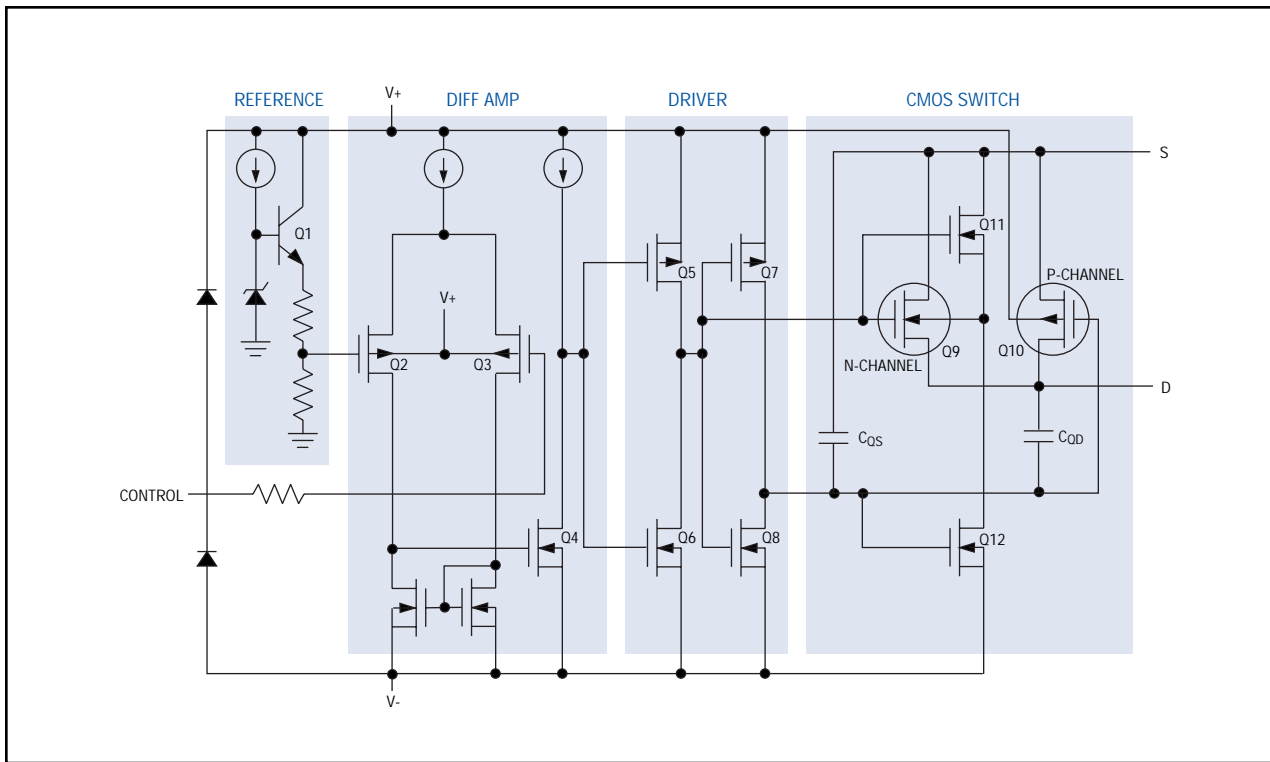 REFERENCE
V+
DIFF AMP
DRIVER
CMOS SWITCH
S
Q1
Q11
V+
Q5
Q7
P-CHANNEL
Q2
Q3
Q9
Q10
N-CHANNEL
D
CQS
CQD
CONTROL
Q4
Q6
Q8
Q12
V-